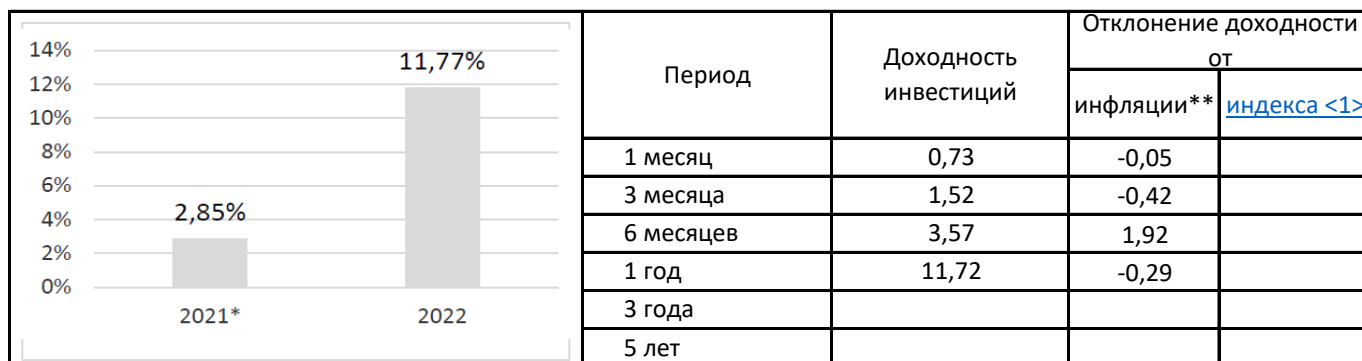 14%
12%
10%
8%
6%
4%
2%
0%
2,85%
11,77%
2021*
2022
Период
Доходность
инвестиций
Отклонение доходности
от
инфляции**
индекса <1>
1 месяц 0,73 -0,05
3 месяца 1,52 -0,42
6 месяцев 3,57 1,92
1 год 11,72 -0,29
3 года
5 лет